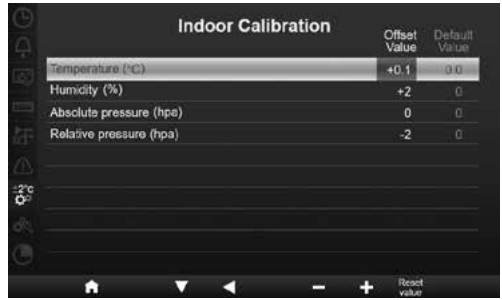 Indoor Calibration
Offset Value
Default Value
Temperature (°C) +0.1 0.0
Humidity (%) +2 0
Absolute pressure (hpa) 0 0
Relative pressure (hpa) -2 0
±2°C
Reset value